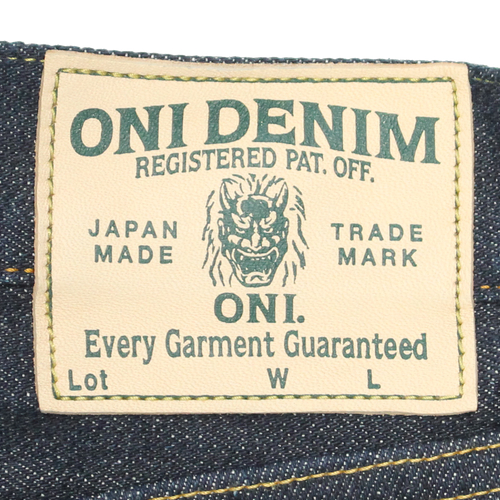 ONI DENIM
REGISTERED PAT. OFF.
JAPAN MADE
TRADE MARK
ONI.
Every Garment Guaranteed
Lot W L